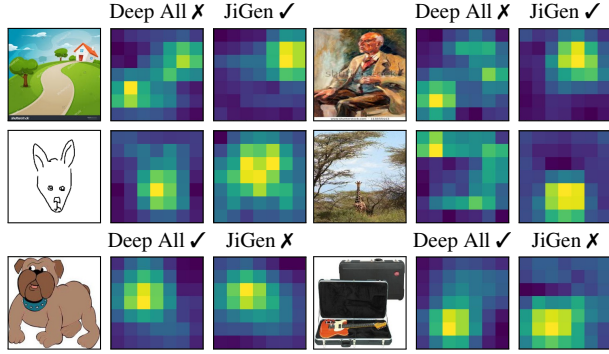 Deep All ✗ JiGen ✓ Deep All ✗ JiGen ✓
Deep All ✓ JiGen ✗ Deep All ✓ JiGen ✗